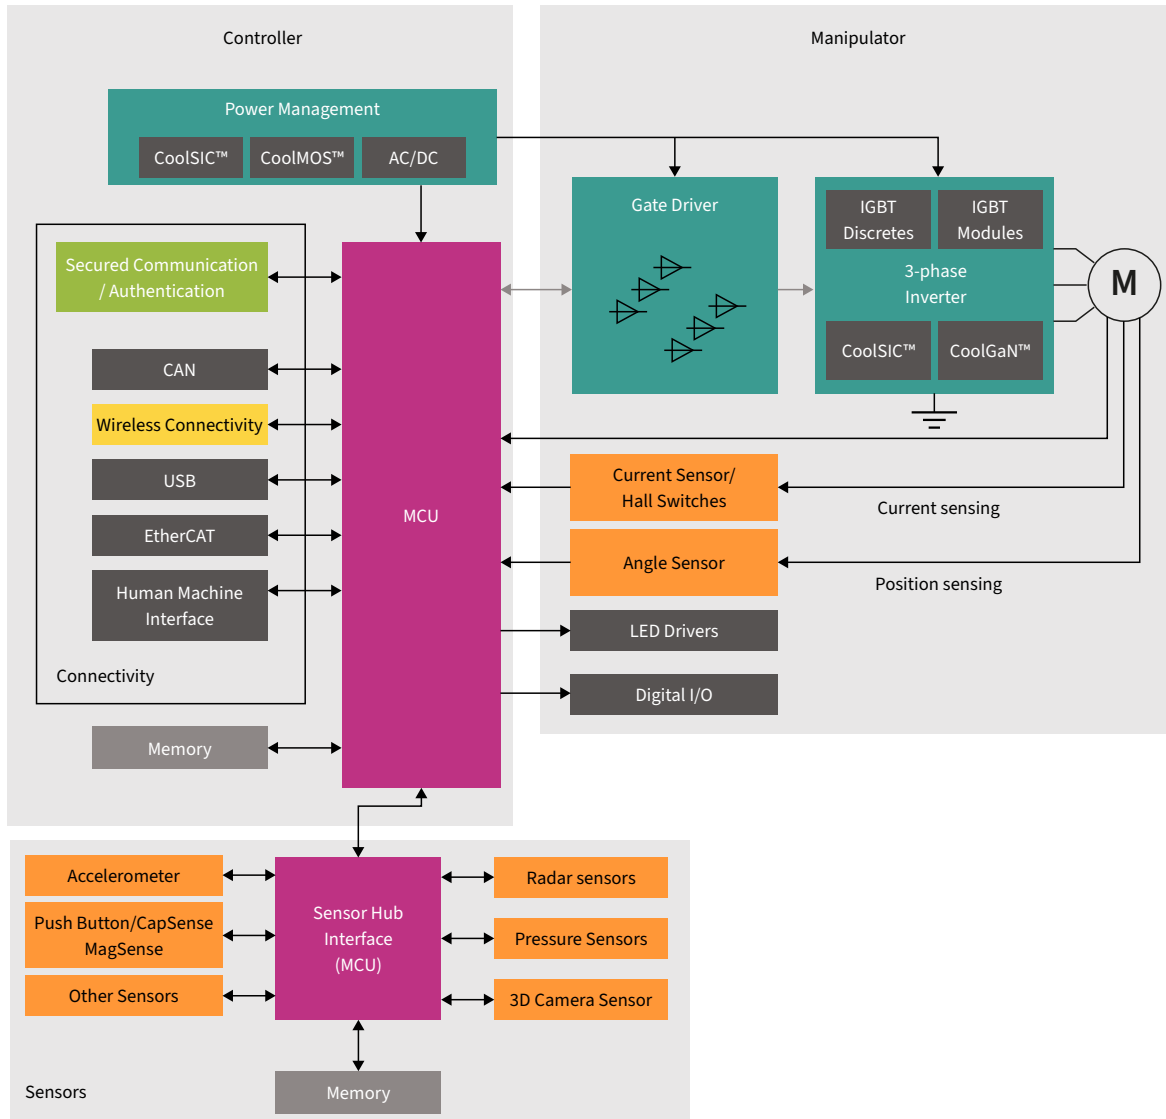 Controller
Power Management
CoolSIC™
CoolMOS™
AC/DC
Secured Communication
/ Authentication
CAN
Wireless Connectivity
USB
EtherCAT
Human Machine
Interface
Connectivity
Memory
MCU
Manipulator
Gate Driver
IGBT
Discretes
IGBT
Modules
3-phase
Inverter
CoolSIC™
CoolGaN™
M
Current Sensor/
Hall Switches
Current sensing
Angle Sensor
Position sensing
LED Drivers
Digital I/O
Accelerometer
Push Button/CapSense
MagSense
Other Sensors
Sensor Hub
Interface
(MCU)
Radar sensors
Pressure Sensors
3D Camera Sensor
Sensors
Memory